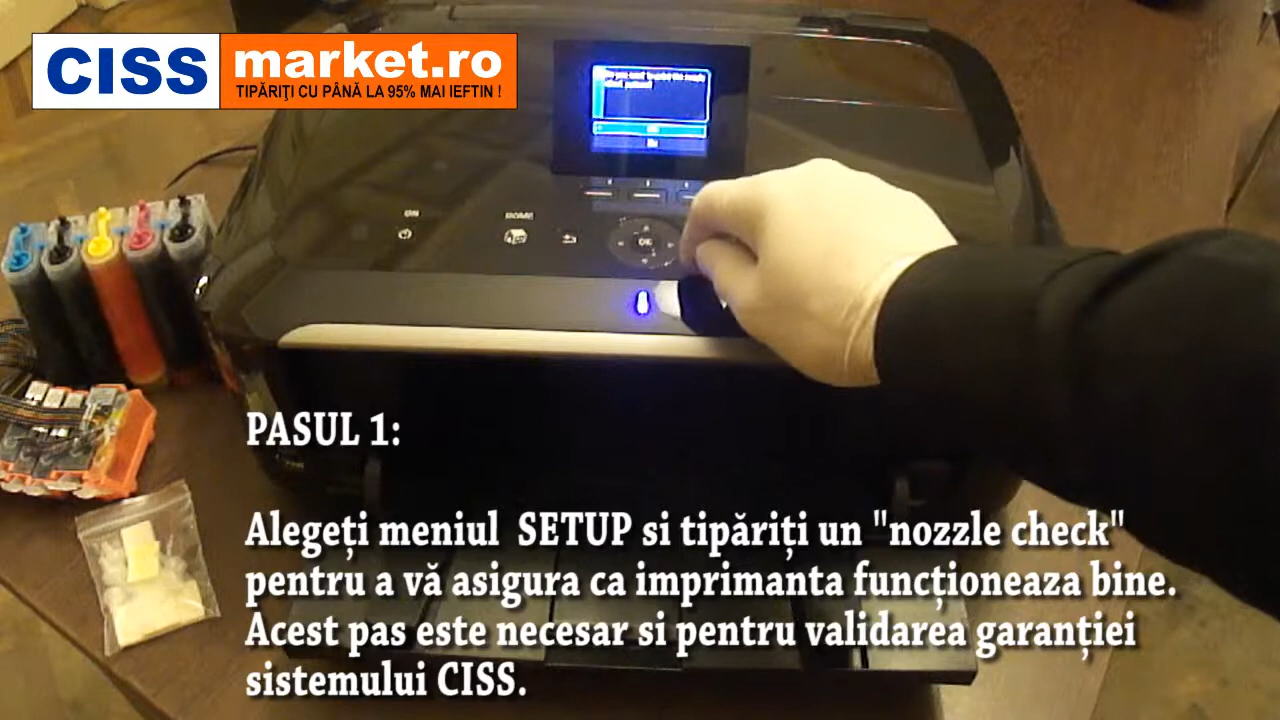 CISS market.ro
TIPĂRIŢI CU PÂNĂ LA 95% MAI IEFTIN !
ON
HOME
OK
PASUL 1:
Alegeți meniul SETUP si tipăriți un "nozzle check"
pentru a vă asigura ca imprimanta funcționeaza bine.
Acest pas este necesar si pentru validarea garanției
sistemului CISS.